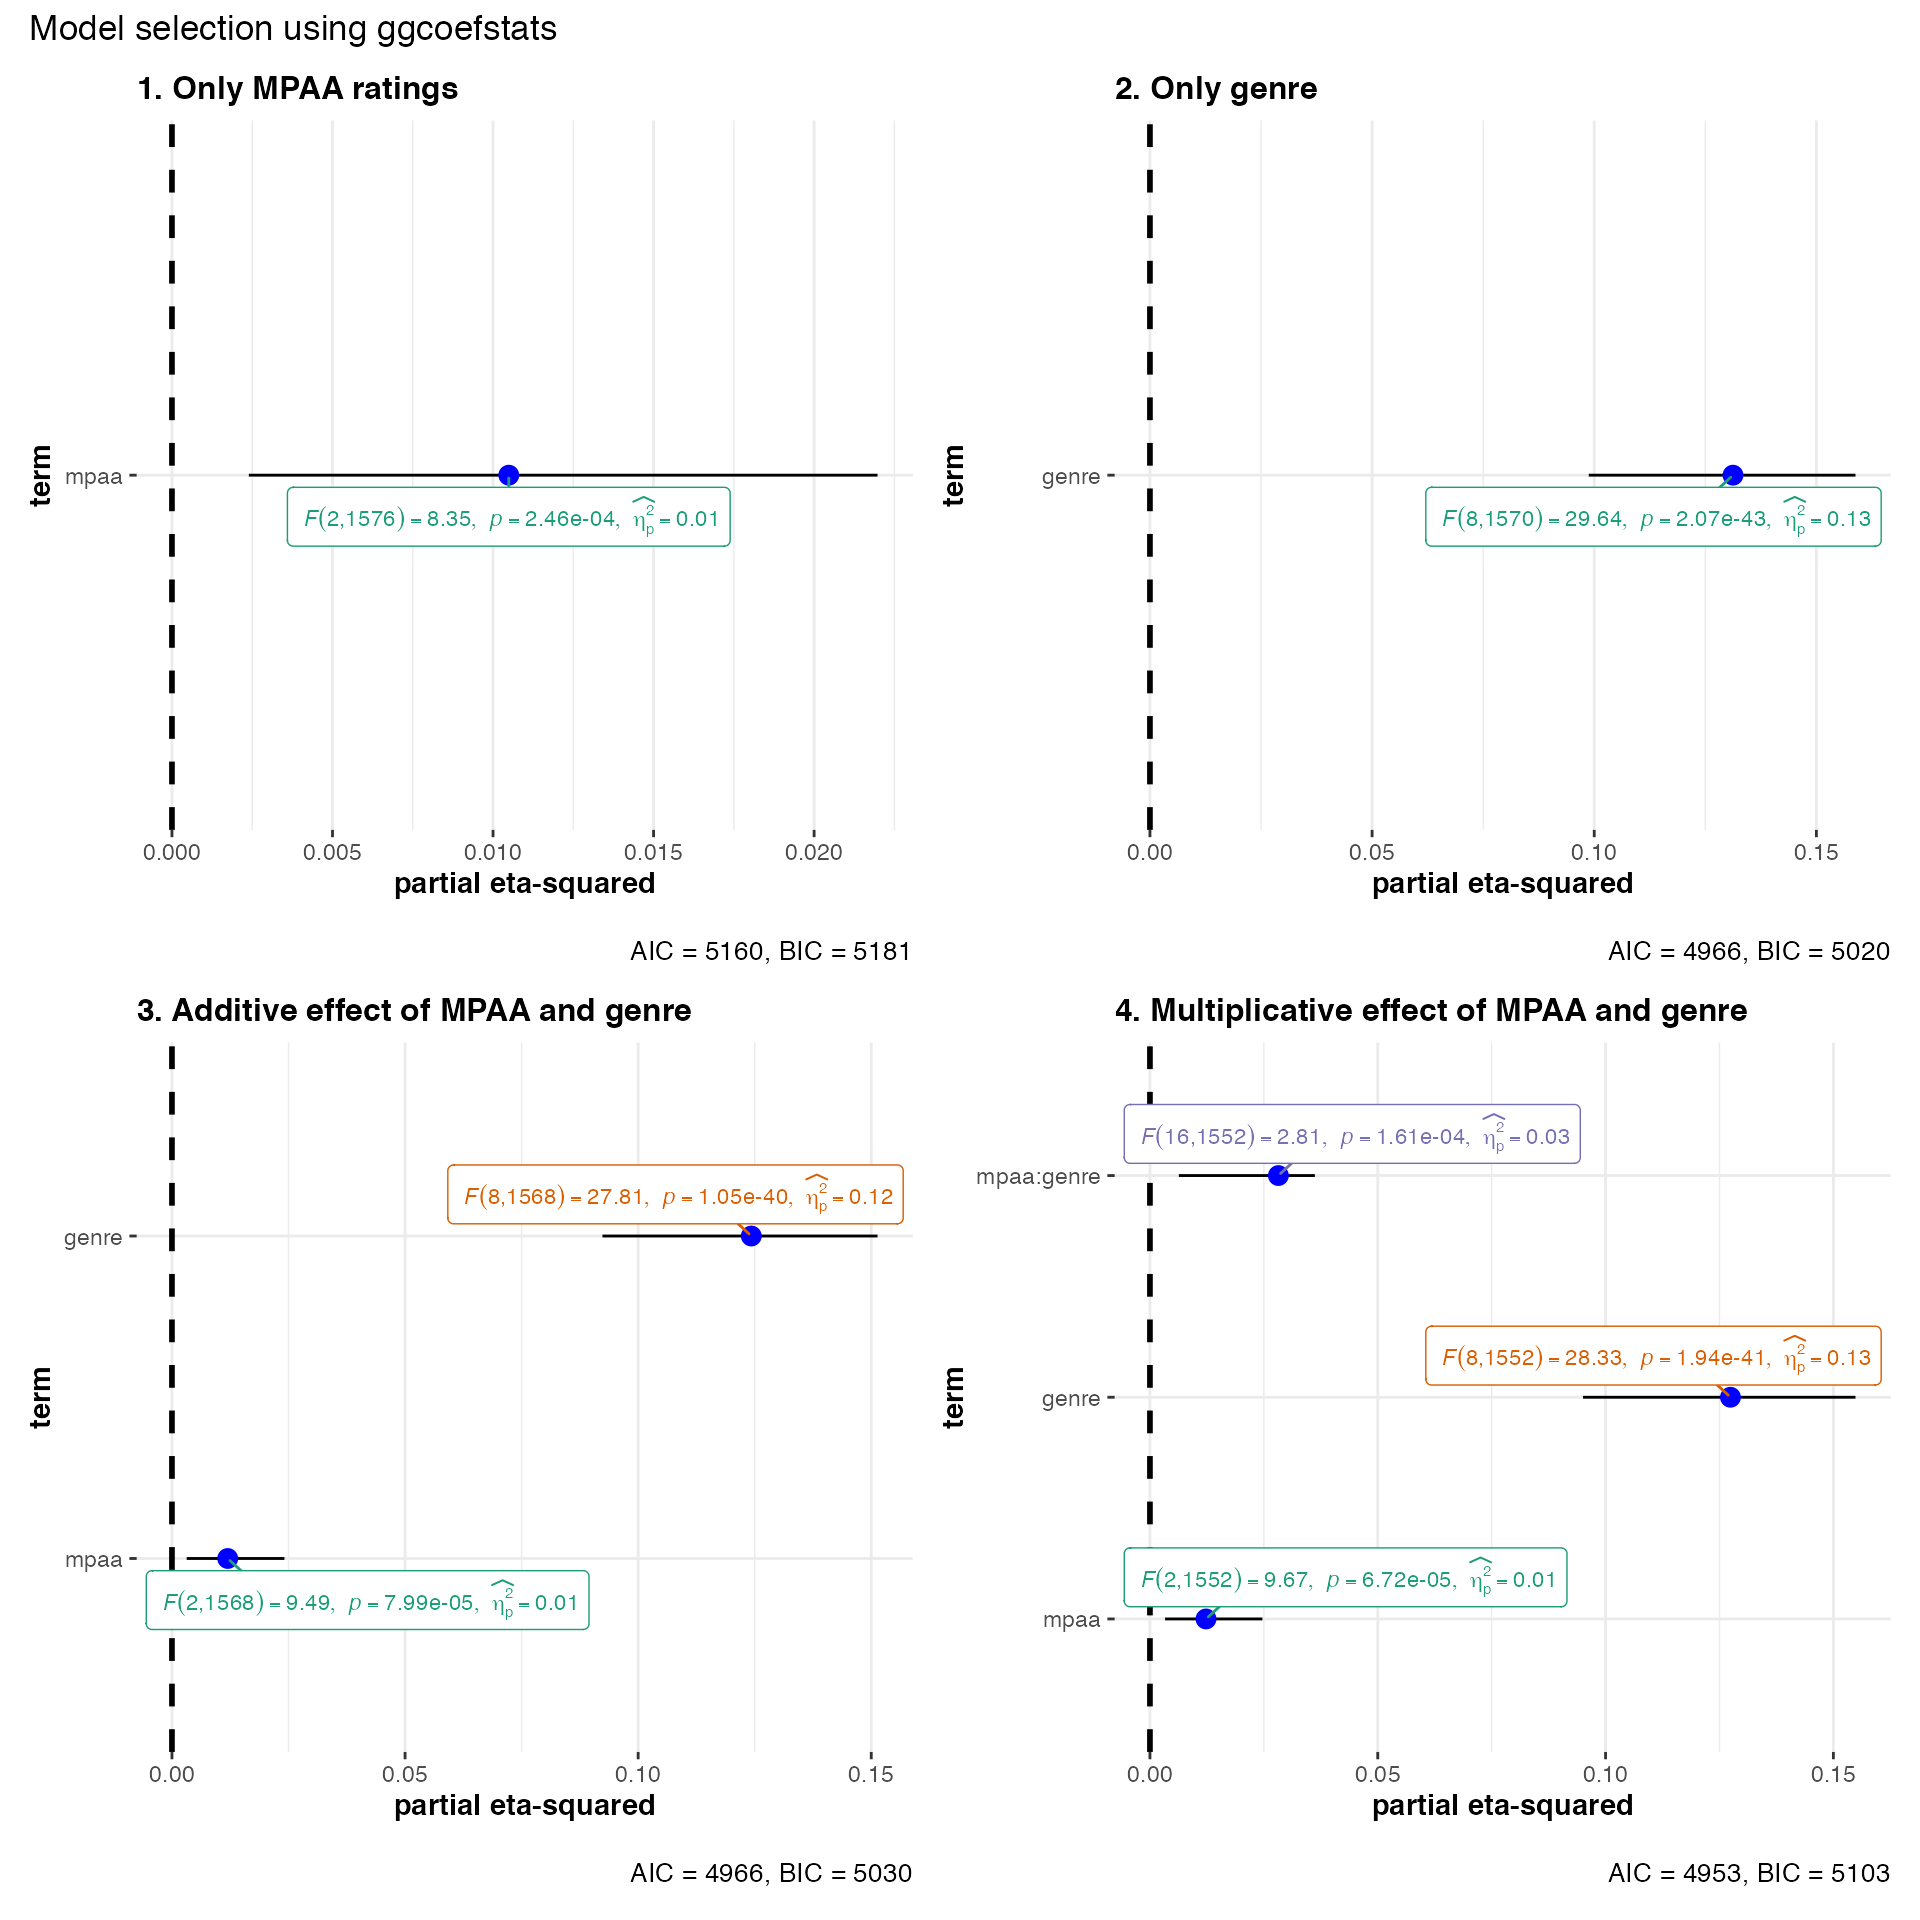 Model selection using ggcoefstats
1. Only MPAA ratings
term
mpaa
F(2,1576) = 8.35, p = 2.46e-04, η̂²ₚ = 0.01
0.000 0.005 0.010 0.015 0.020
partial eta-squared
AIC = 5160, BIC = 5181
2. Only genre
term
genre
F(8,1570) = 29.64, p = 2.07e-43, η̂²ₚ = 0.13
0.00 0.05 0.10 0.15
partial eta-squared
AIC = 4966, BIC = 5020
3. Additive effect of MPAA and genre
term
F(8,1568) = 27.81, p = 1.05e-40, η̂²ₚ = 0.12
genre
mpaa
F(2,1568) = 9.49, p = 7.99e-05, η̂²ₚ = 0.01
0.00 0.05 0.10 0.15
partial eta-squared
AIC = 4966, BIC = 5030
4. Multiplicative effect of MPAA and genre
term
F(16,1552) = 2.81, p = 1.61e-04, η̂²ₚ = 0.03
mpaa:genre
F(8,1552) = 28.33, p = 1.94e-41, η̂²ₚ = 0.13
genre
F(2,1552) = 9.67, p = 6.72e-05, η̂²ₚ = 0.01
mpaa
0.00 0.05 0.10 0.15
partial eta-squared
AIC = 4953, BIC = 5103